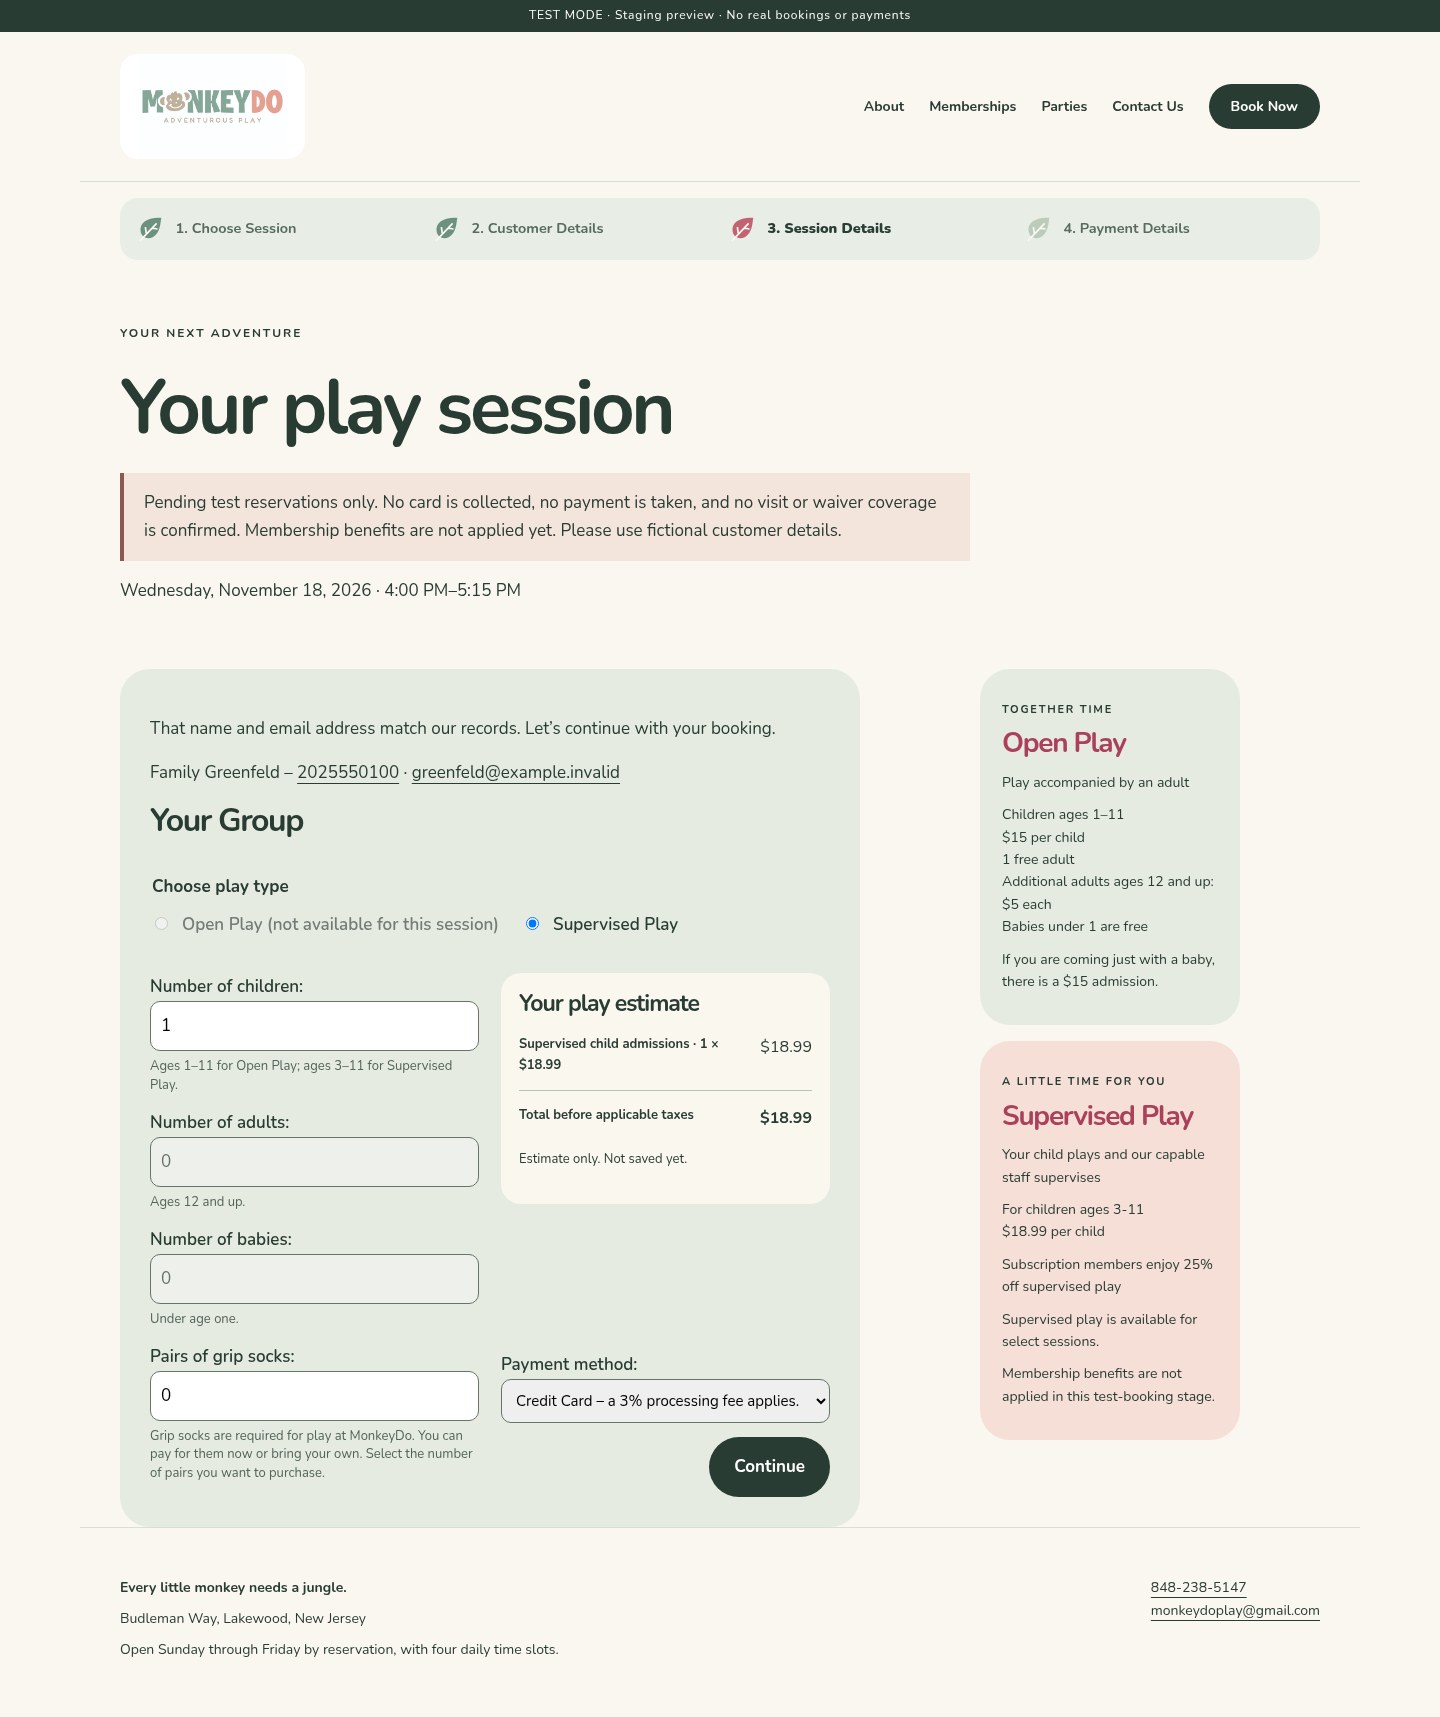 TEST MODE · Staging preview · No real bookings or payments
MONKEYDO
ADVENTUROUS PLAY
About
Memberships
Parties
Contact Us
Book Now
1. Choose Session
2. Customer Details
3. Session Details
4. Payment Details
YOUR NEXT ADVENTURE
Your play session
Pending test reservations only. No card is collected, no payment is taken, and no visit or waiver coverage
is confirmed. Membership benefits are not applied yet. Please use fictional customer details.
Wednesday, November 18, 2026 · 4:00 PM–5:15 PM
That name and email address match our records. Let’s continue with your booking.
Family Greenfeld – 2025550100 · greenfeld@example.invalid
Your Group
Choose play type
Open Play (not available for this session)
Supervised Play
Number of children:
1
Ages 1–11 for Open Play; ages 3–11 for Supervised
Play.
Number of adults:
0
Ages 12 and up.
Number of babies:
0
Under age one.
Pairs of grip socks:
0
Grip socks are required for play at MonkeyDo. You can
pay for them now or bring your own. Select the number
of pairs you want to purchase.
Your play estimate
Supervised child admissions · 1 ×
$18.99
$18.99
Total before applicable taxes
$18.99
Estimate only. Not saved yet.
Payment method:
Credit Card – a 3% processing fee applies.
Continue
TOGETHER TIME
Open Play
Play accompanied by an adult
Children ages 1–11
$15 per child
1 free adult
Additional adults ages 12 and up:
$5 each
Babies under 1 are free
If you are coming just with a baby,
there is a $15 admission.
A LITTLE TIME FOR YOU
Supervised Play
Your child plays and our capable
staff supervises
For children ages 3-11
$18.99 per child
Subscription members enjoy 25%
off supervised play
Supervised play is available for
select sessions.
Membership benefits are not
applied in this test-booking stage.
Every little monkey needs a jungle.
Budleman Way, Lakewood, New Jersey
Open Sunday through Friday by reservation, with four daily time slots.
848-238-5147
monkeydoplay@gmail.com